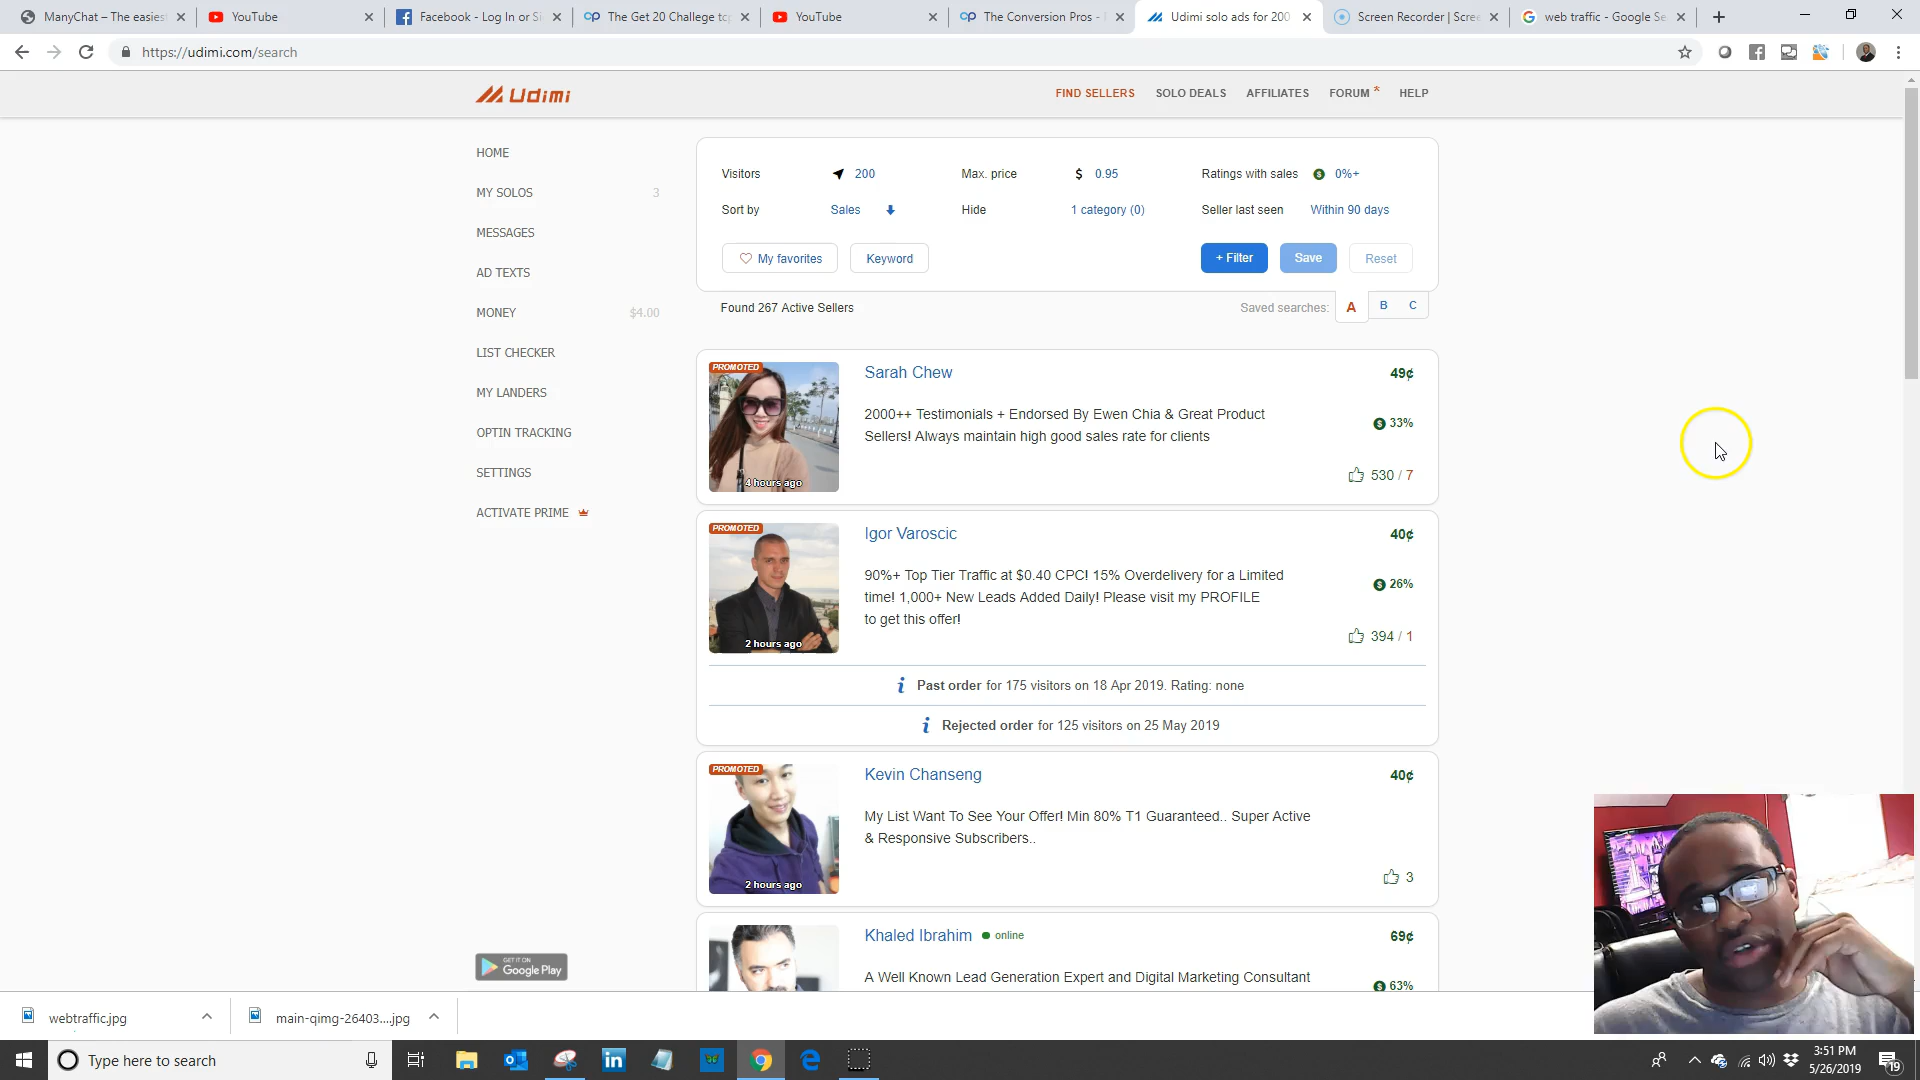 ManyChat – The easies
YouTube
Facebook - Log In or Si
The Get 20 Challege tcp
YouTube
The Conversion Pros -
Udimi solo ads for 200
Screen Recorder | Scree
web traffic - Google Se
https://udimi.com/search
Udimi
FIND SELLERS
SOLO DEALS
AFFILIATES
FORUM *
HELP
HOME
MY SOLOS 3
MESSAGES
AD TEXTS
MONEY $4.00
LIST CHECKER
MY LANDERS
OPTIN TRACKING
SETTINGS
ACTIVATE PRIME
GET IT ON
Google Play
Visitors 200 Max. price $ 0.95 Ratings with sales $ 0%+
Sort by Sales Hide 1 category (0) Seller last seen Within 90 days
My favorites Keyword + Filter Save Reset
Found 267 Active Sellers Saved searches: A B C
PROMOTED
4 hours ago
Sarah Chew 49¢
2000++ Testimonials + Endorsed By Ewen Chia & Great Product
Sellers! Always maintain high good sales rate for clients
$ 33%
530 / 7
PROMOTED
2 hours ago
Igor Varoscic 40¢
90%+ Top Tier Traffic at $0.40 CPC! 15% Overdelivery for a Limited
time! 1,000+ New Leads Added Daily! Please visit my PROFILE
to get this offer!
$ 26%
394 / 1
i Past order for 175 visitors on 18 Apr 2019. Rating: none
i Rejected order for 125 visitors on 25 May 2019
PROMOTED
2 hours ago
Kevin Chanseng 40¢
My List Want To See Your Offer! Min 80% T1 Guaranteed.. Super Active
& Responsive Subscribers..
3
Khaled Ibrahim online 69¢
A Well Known Lead Generation Expert and Digital Marketing Consultant
$ 63%
webtraffic.jpg
main-qimg-26403....jpg
Type here to search
3:51 PM
5/26/2019
19